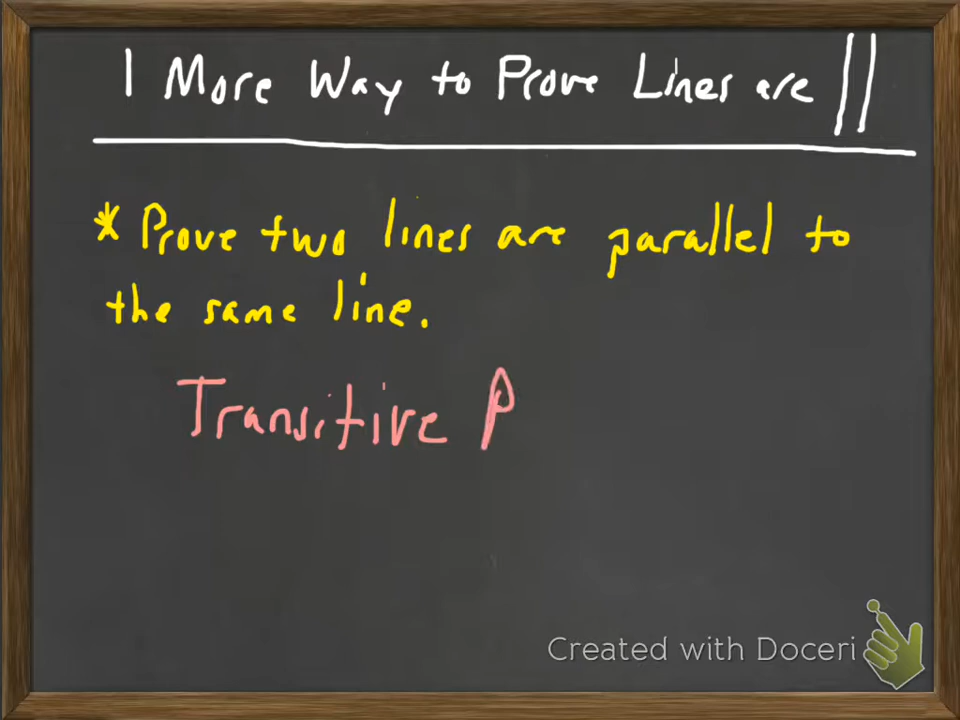 1 More Way to Prove Lines are ||
* Prove two lines are parallel to
the same line.
Transitive P
Created with Doceri